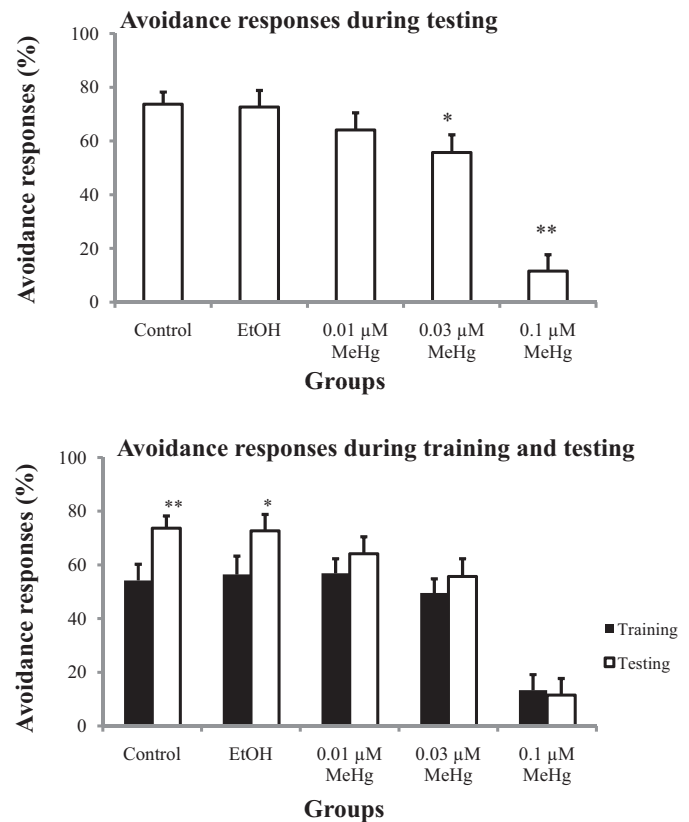 Avoidance responses during testing
Avoidance responses (%)
100
80
60
40
20
0
*
**
Control EtOH 0.01 µM MeHg 0.03 µM MeHg 0.1 µM MeHg
Groups
Avoidance responses during training and testing
Avoidance responses (%)
100
80
60
40
20
0
**
*
Training
Testing
Control EtOH 0.01 µM MeHg 0.03 µM MeHg 0.1 µM MeHg
Groups